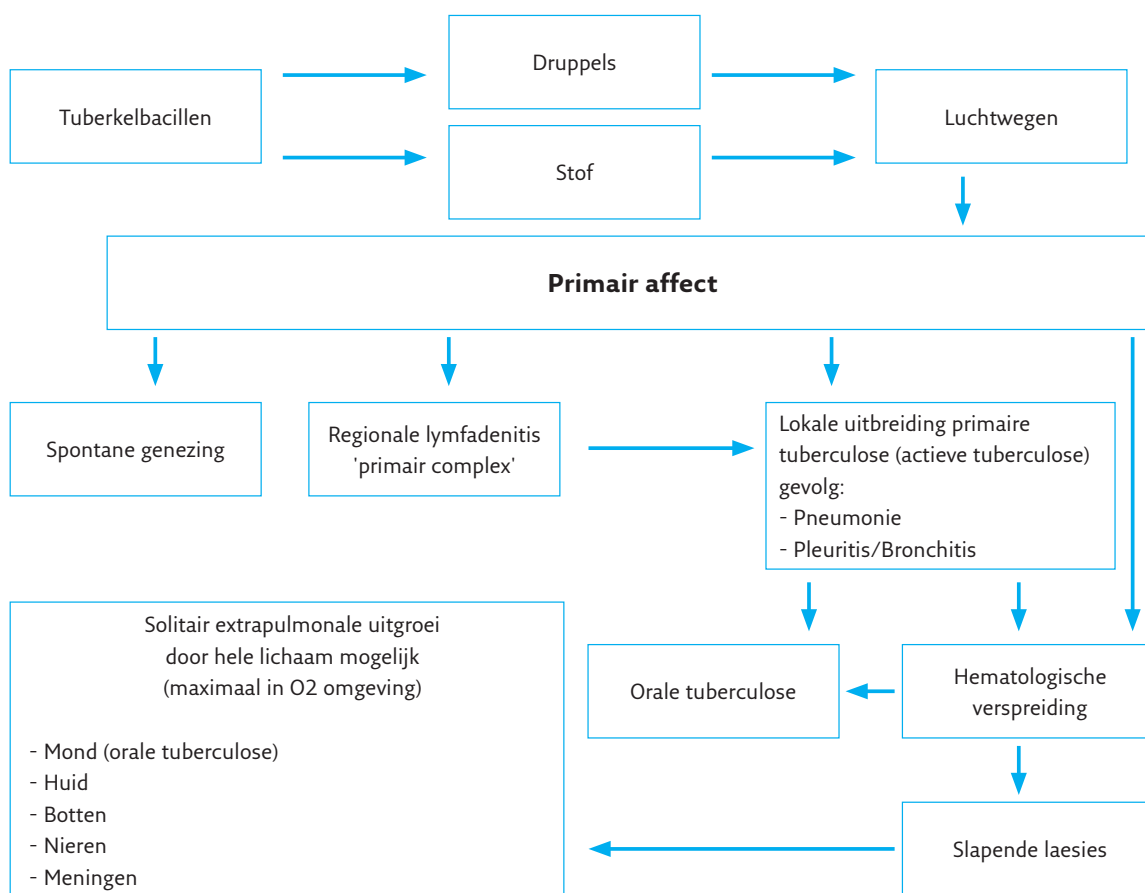 Tuberkelbacillen
Druppels
Stof
Luchtwegen
Primair affect
Spontane genezing
Regionale lymfadenitis
'primair complex'
Lokale uitbreiding primaire
tuberculose (actieve tuberculose)
gevolg:
- Pneumonie
- Pleuritis/Bronchitis
Solitair extrapulmonale uitgroei
door hele lichaam mogelijk
(maximaal in O2 omgeving)
- Mond (orale tuberculose)
- Huid
- Botten
- Nieren
- Meningen
Orale tuberculose
Hematologische
verspreiding
Slapende laesies